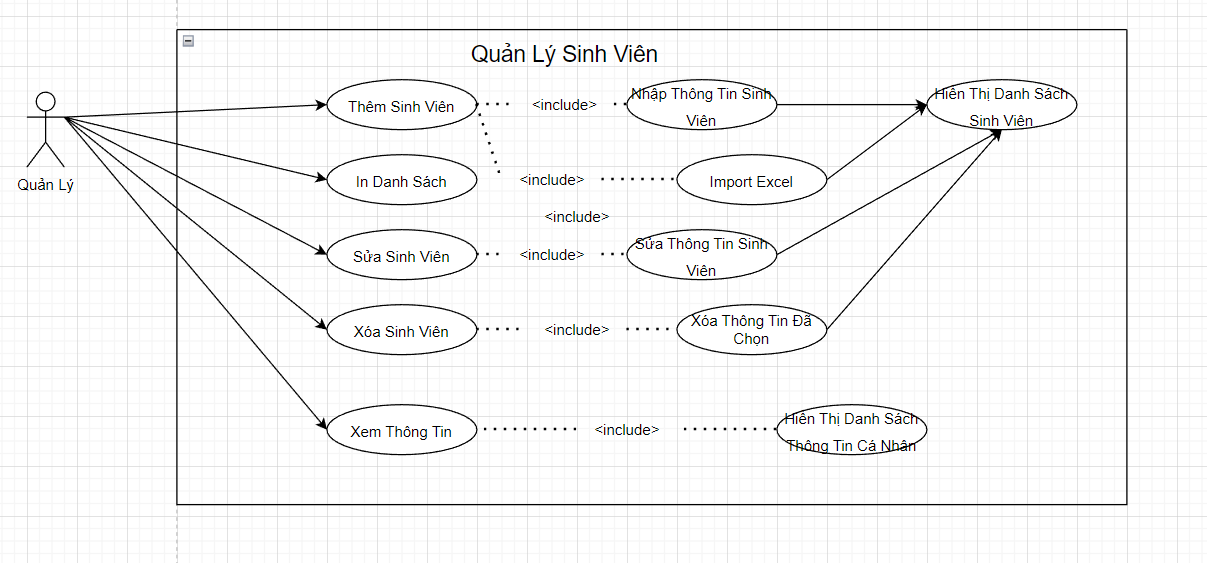 Quản Lý Sinh Viên
Quản Lý
Thêm Sinh Viên
<include>
Nhập Thông Tin Sinh
Viên
Hiên Thị Danh Sách
Sinh Viên
In Danh Sách
<include>
Import Excel
<include>
Sửa Sinh Viên
<include>
Sửa Thông Tin Sinh
Viên
Xóa Sinh Viên
<include>
Xóa Thông Tin Đã
Chọn
Xem Thông Tin
<include>
Hiên Thị Danh Sách
Thông Tin Cá Nhân